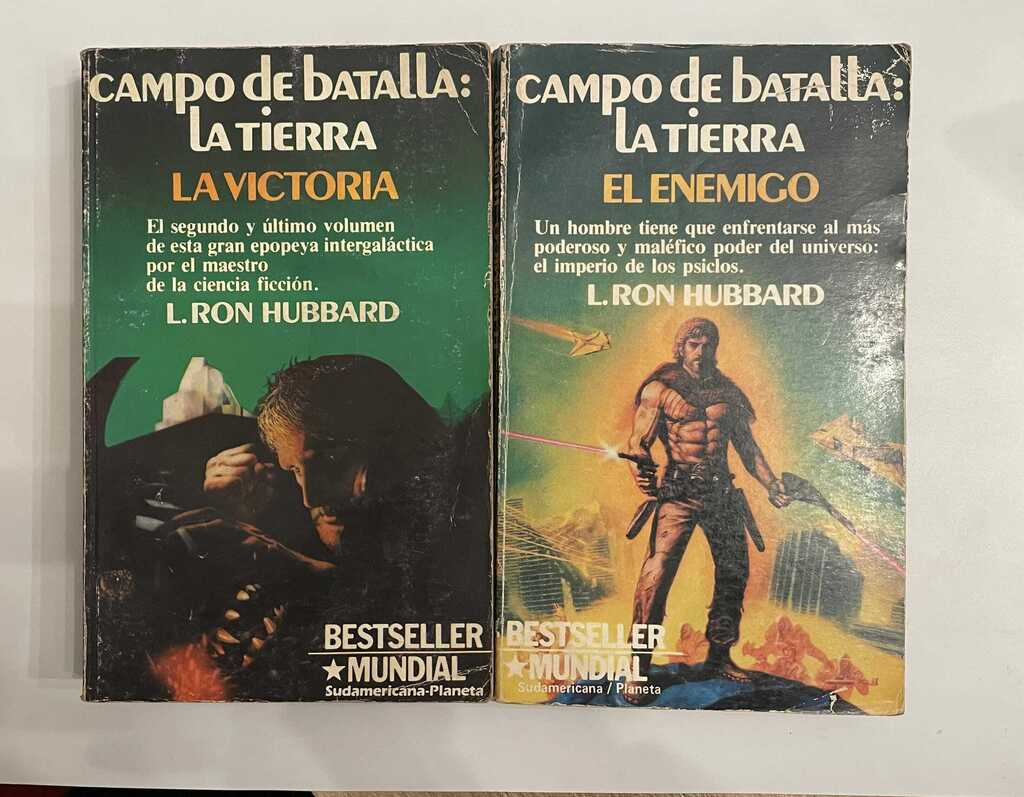 CAMPO de BATALLA:
LA TIERRA
LA VICTORIA
El segundo y último volumen
de esta gran epopeya intergaláctica
por el maestro
de la ciencia ficción.
L. RON HUBBARD
BESTSELLER
MUNDIAL
Sudamericana-Planeta
CAMPO de BATALLA:
LA TIERRA
EL ENEMIGO
Un hombre tiene que enfrentarse al más
poderoso y maléfico poder del universo:
el imperio de los psiclos.
L. RON HUBBARD
BESTSELLER
MUNDIAL
Sudamericana / Planeta